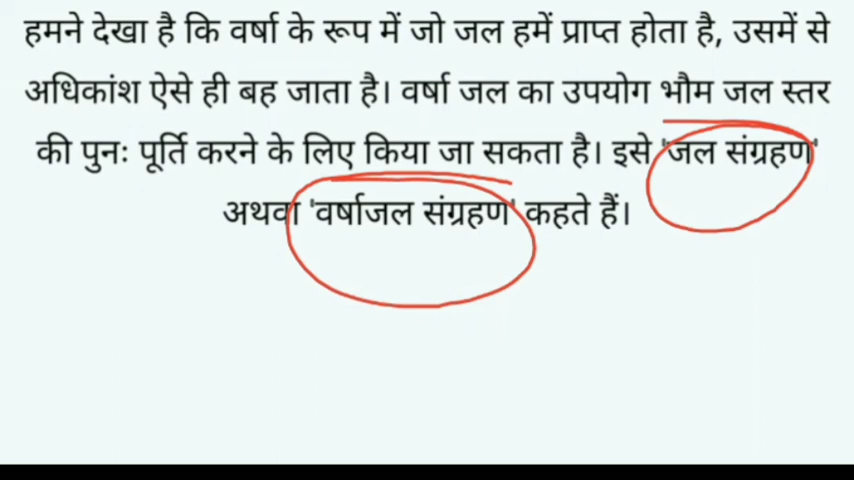 हमने देखा है कि वर्षा के रूप में जो जल हमें प्राप्त होता है, उसमें से
अधिकांश ऐसे ही बह जाता है। वर्षा जल का उपयोग भौम जल स्तर
की पुनः पूर्ति करने के लिए किया जा सकता है। इसे 'जल संग्रहण'
अथवा 'वर्षाजल संग्रहण' कहते हैं।